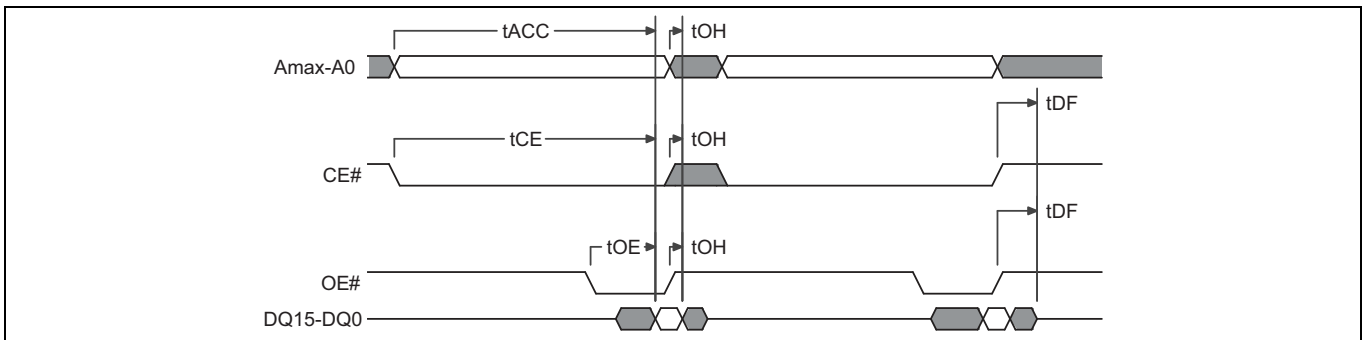 tACC tOH
Amax-A0
tDF
tCE tOH
CE#
tDF
tOE tOH
OE#
DQ15-DQ0